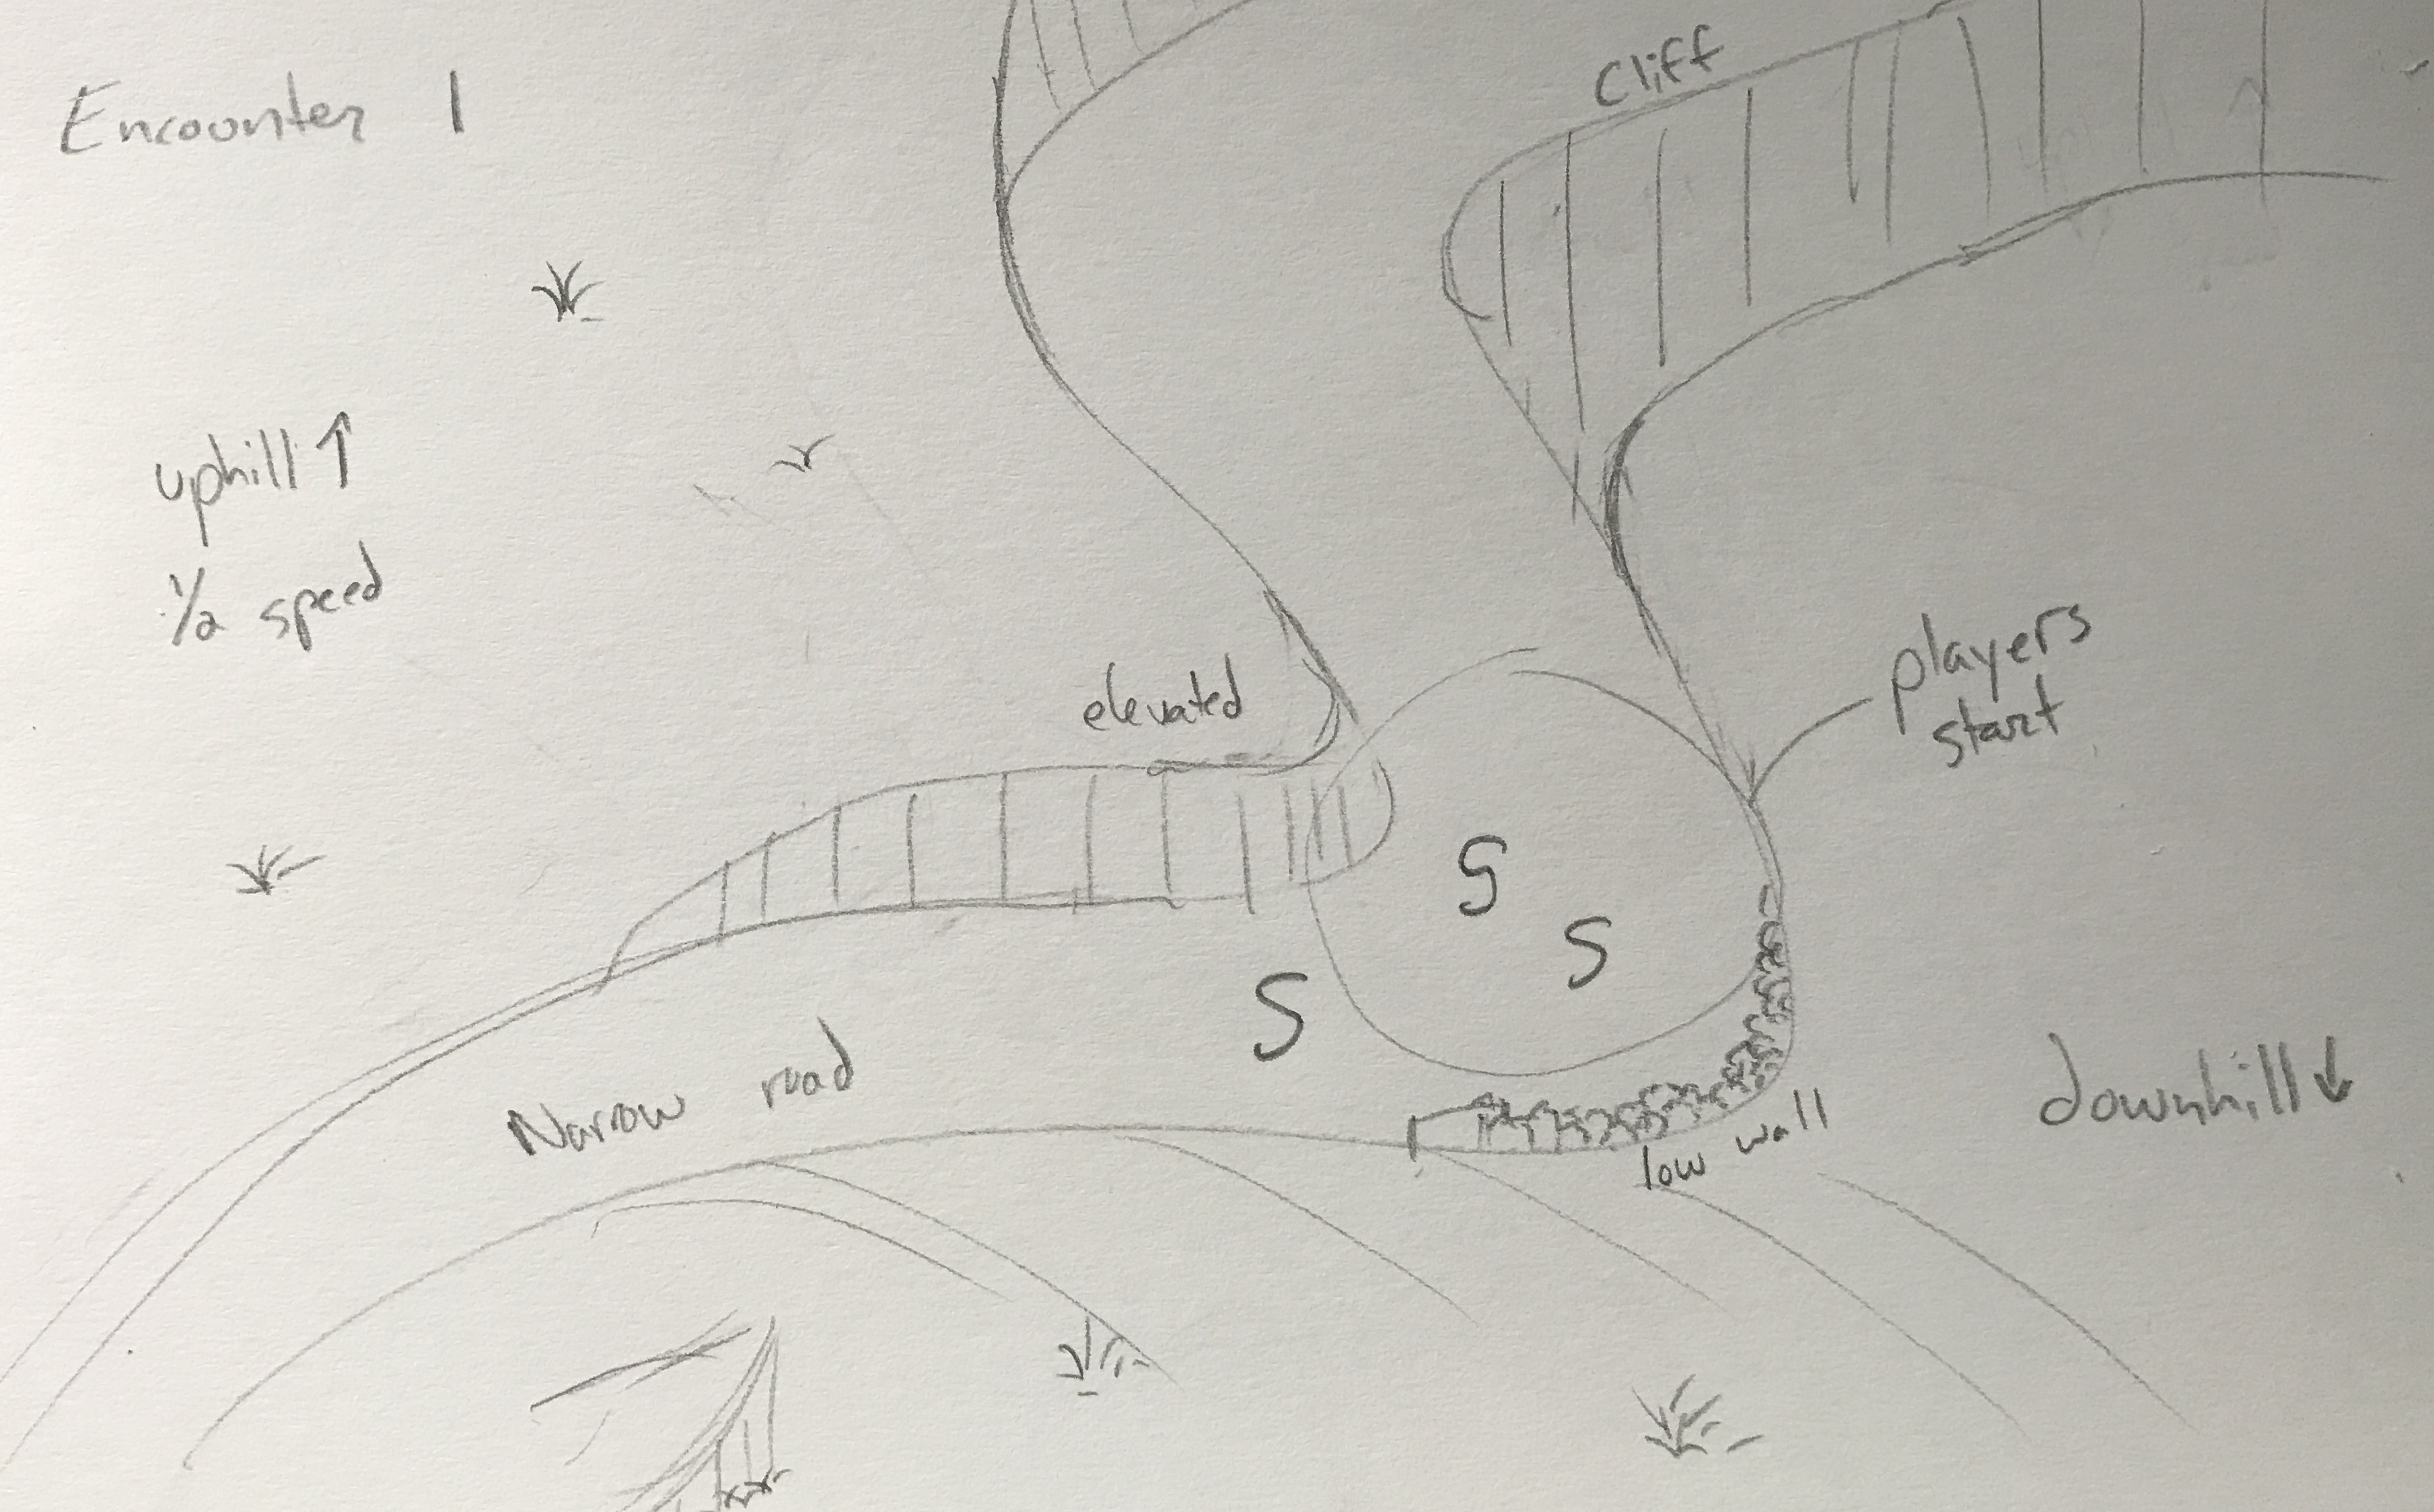 Encounter 1
Cliff
uphill ↑
1/2 speed
elevated
players
start
S
S
S
Narrow road
low wall
downhill ↓